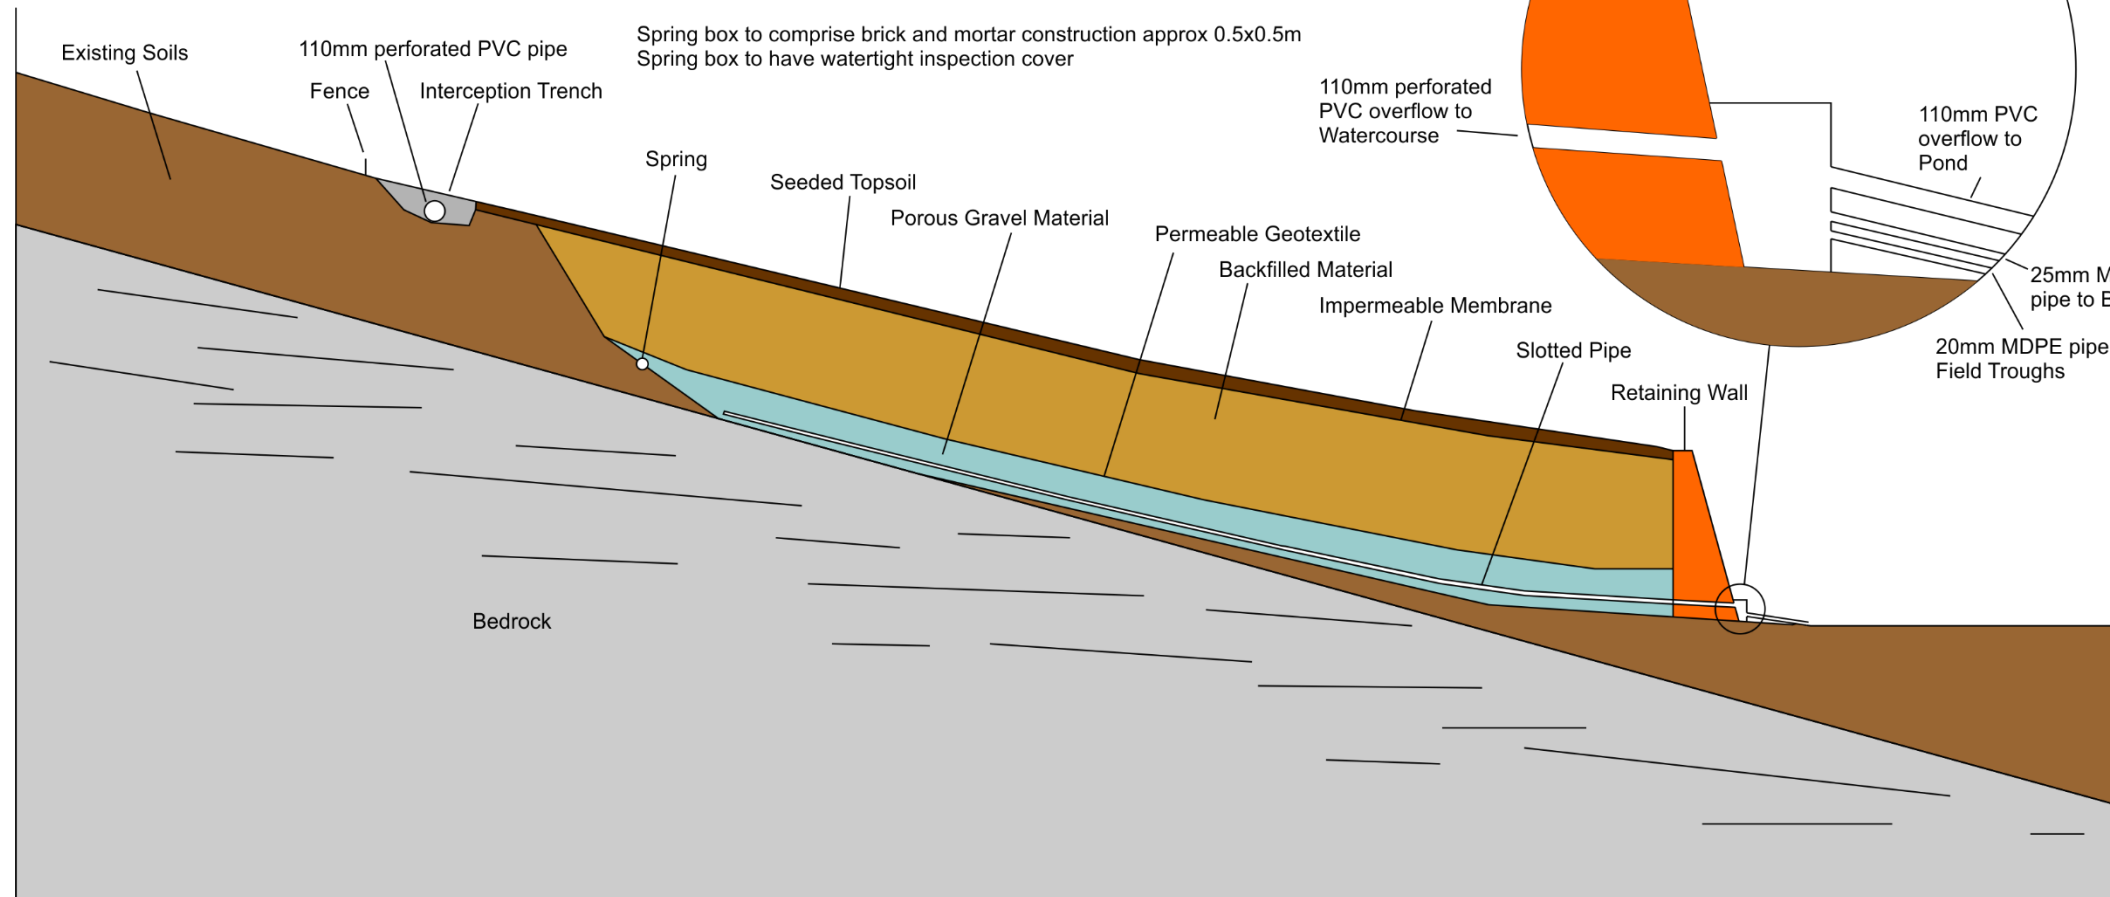 Existing Soils
110mm perforated PVC pipe
Fence
Interception Trench
Spring box to comprise brick and mortar construction approx 0.5x0.5m
Spring box to have watertight inspection cover
Spring
Seeded Topsoil
Porous Gravel Material
Permeable Geotextile
Backfilled Material
Impermeable Membrane
Slotted Pipe
Retaining Wall
110mm perforated
PVC overflow to
Watercourse
110mm PVC
overflow to
Pond
25mm
pipe to
20mm MDPE pipe
Field Troughs
Bedrock